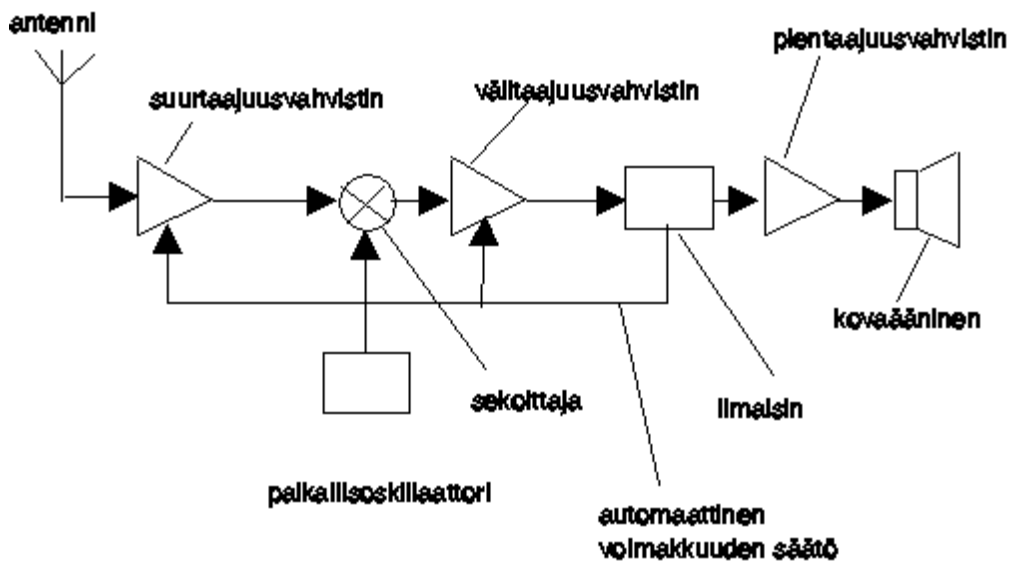 antenni
pientaajuusvahvistin
suurtaajuusvahvistin
välitaajuusvahvistin
kovaääninen
sekoittaja
ilmaisin
paikallisoskillaattori
automaattinen
voimakkuuden säätö